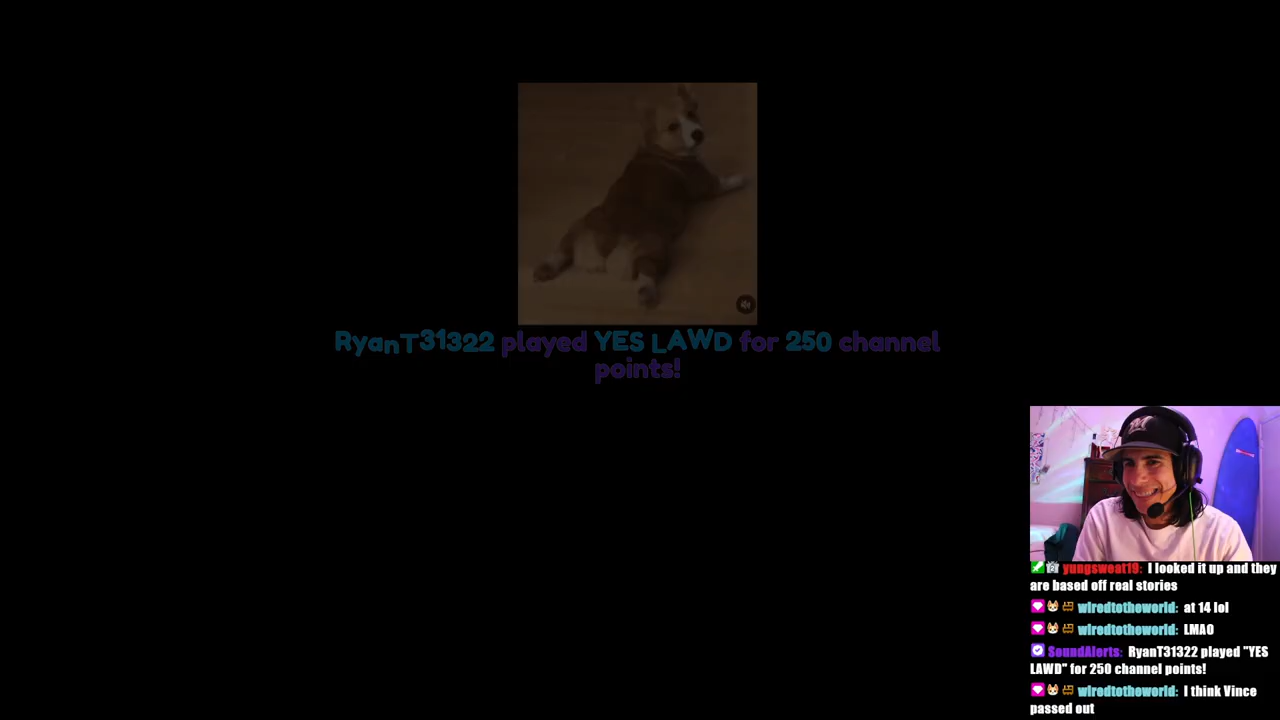 RyanT31322 played YES LAWD for 250 channel
points!
yungsweat19: I looked it up and they
are based off real stories
wiredtotheworld: at 14 lol
wiredtotheworld: LMAO
SoundAlerts: RyanT31322 played "YES
LAWD" for 250 channel points!
wiredtotheworld: I think Vince
passed out